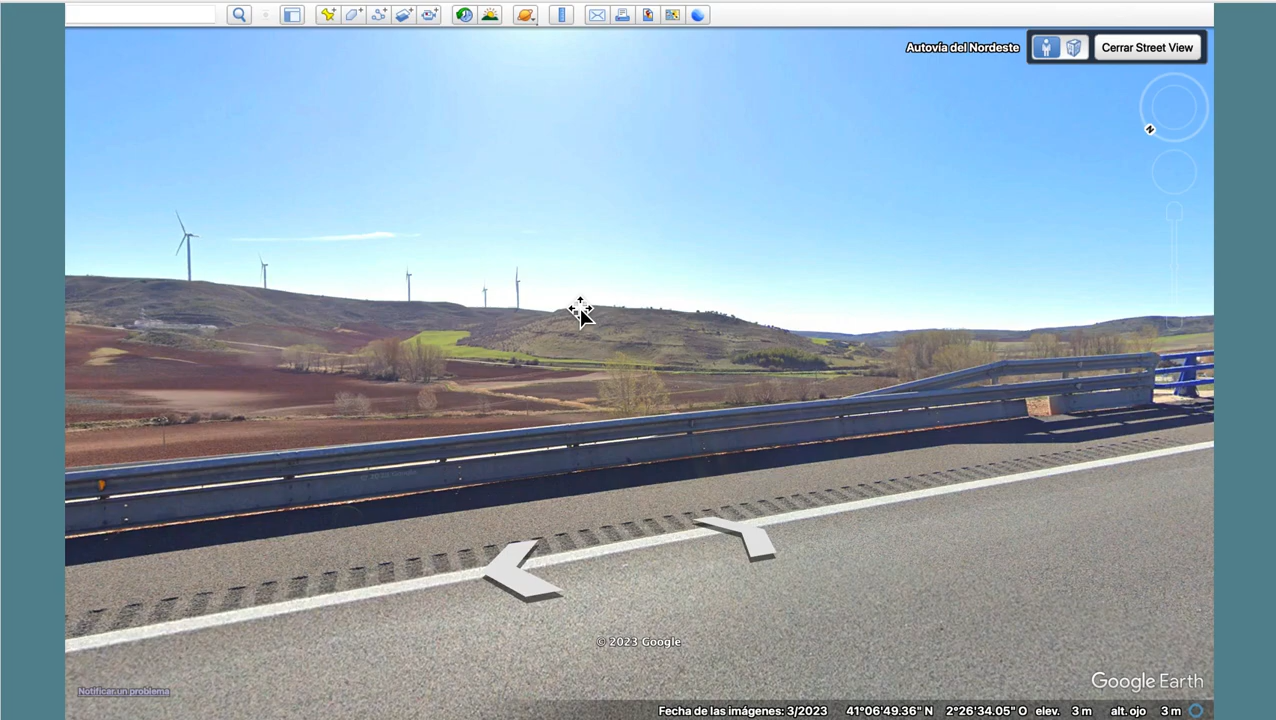 Autovía del Nordeste
Cerrar Street View
N
© 2023 Google
Google Earth
Notificar un problema
Fecha de las imágenes: 3/2023 41°06'49.36" N 2°26'34.05" O elev. 3 m alt. ojo 3 m